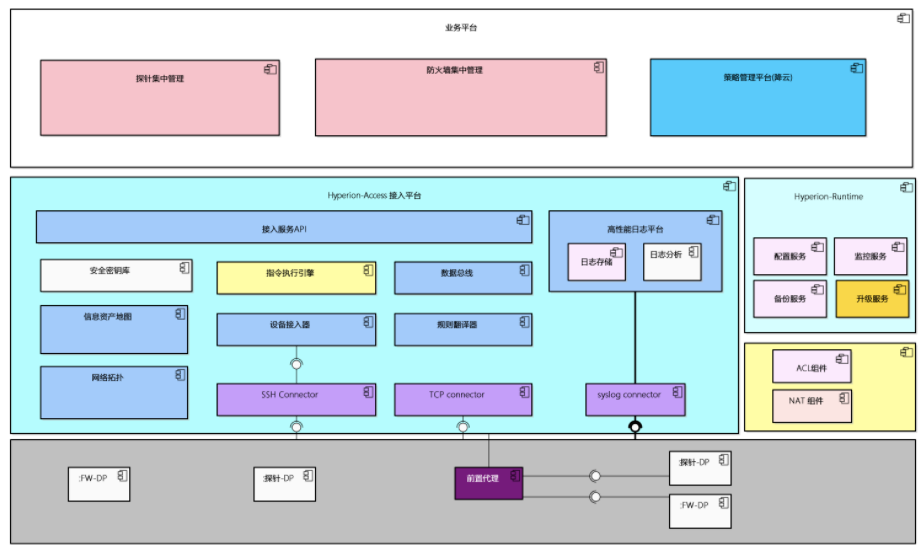 业务平台
探针集中管理
防火墙集中管理
策略管理平台(睥云)
Hyperion-Access 接入平台
接入服务API
高性能日志平台
日志存储
日志分析
安全密钥库
指令执行引擎
数据总线
信息资产地图
设备接入器
规则翻译器
网络拓扑
SSH Connector
TCP connector
syslog connector
Hyperion-Runtime
配置服务
监控服务
备份服务
升级服务
ACL组件
NAT 组件
:FW-DP
:探针-DP
前置代理
:探针-DP
:FW-DP